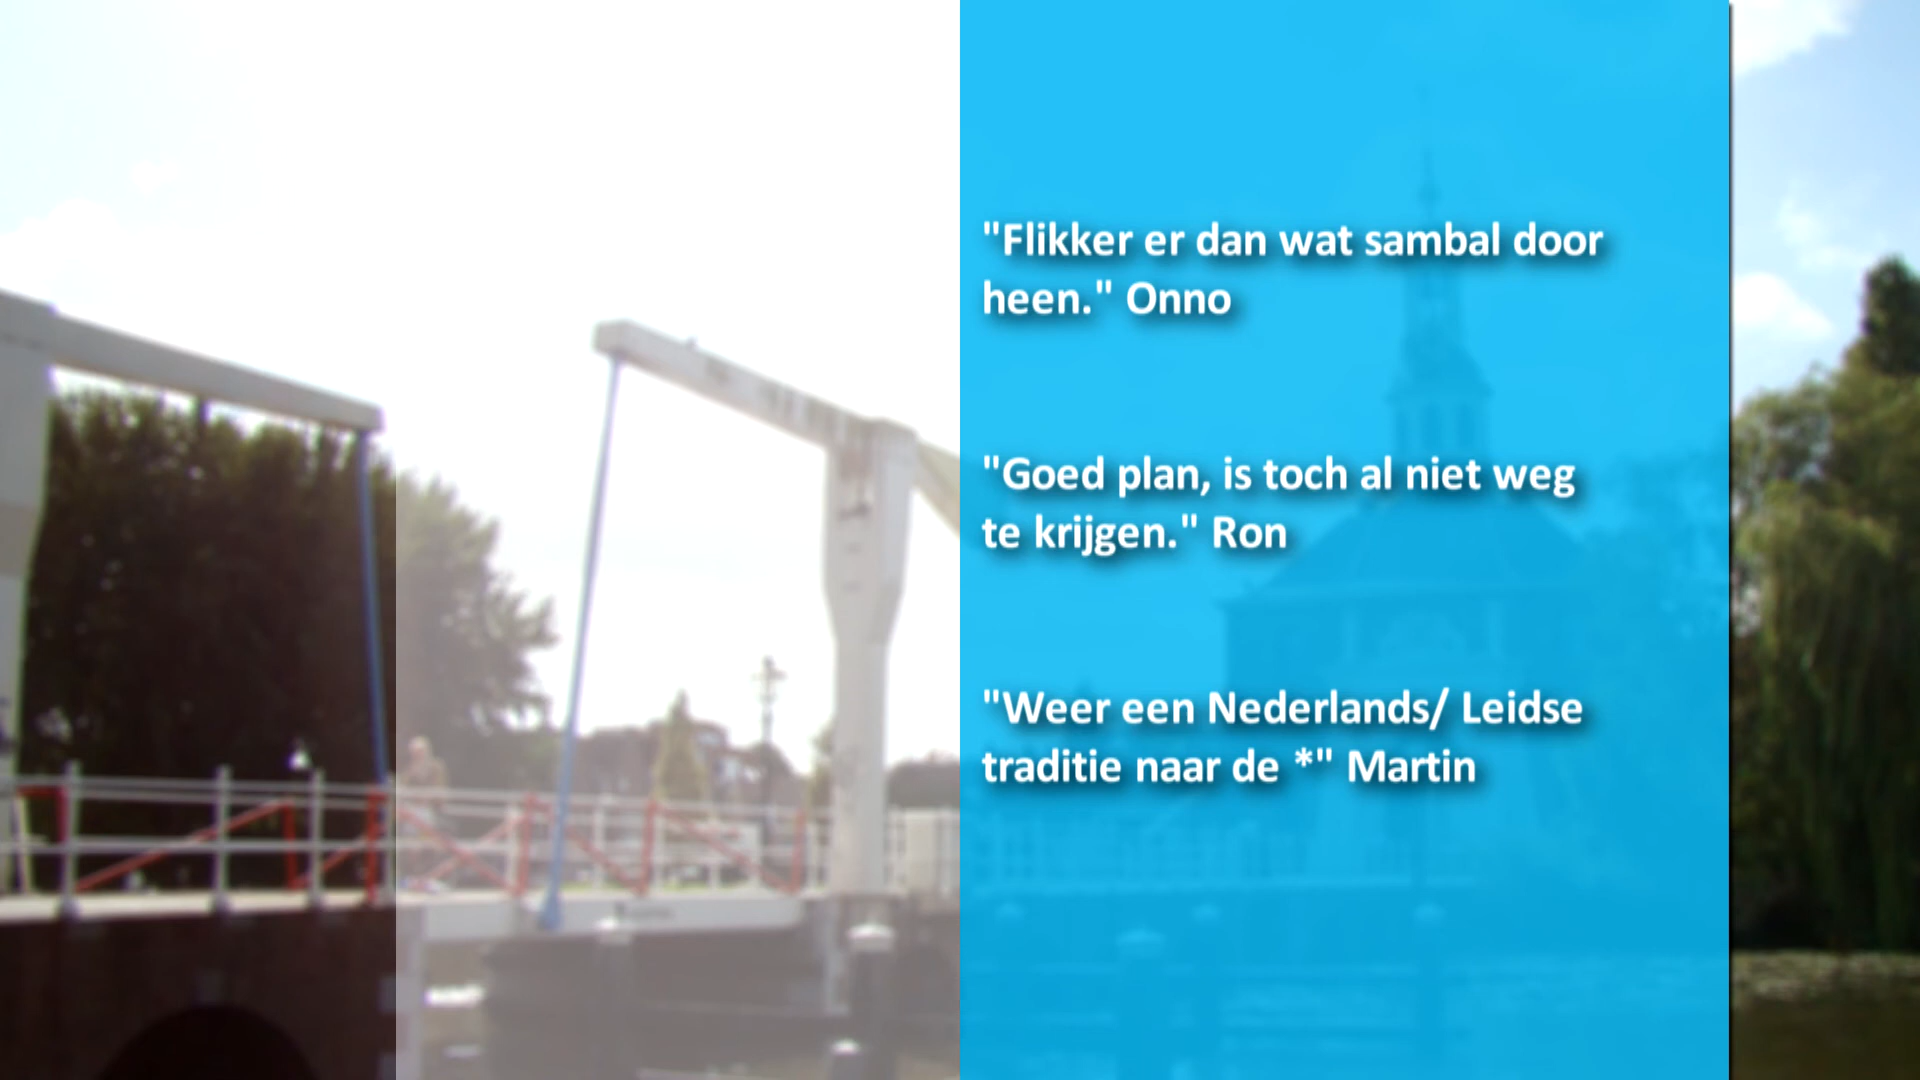 "Flikker er dan wat sambal door
heen." Onno
"Goed plan, is toch al niet weg
te krijgen." Ron
"Weer een Nederlands/ Leidse
traditie naar de *" Martin